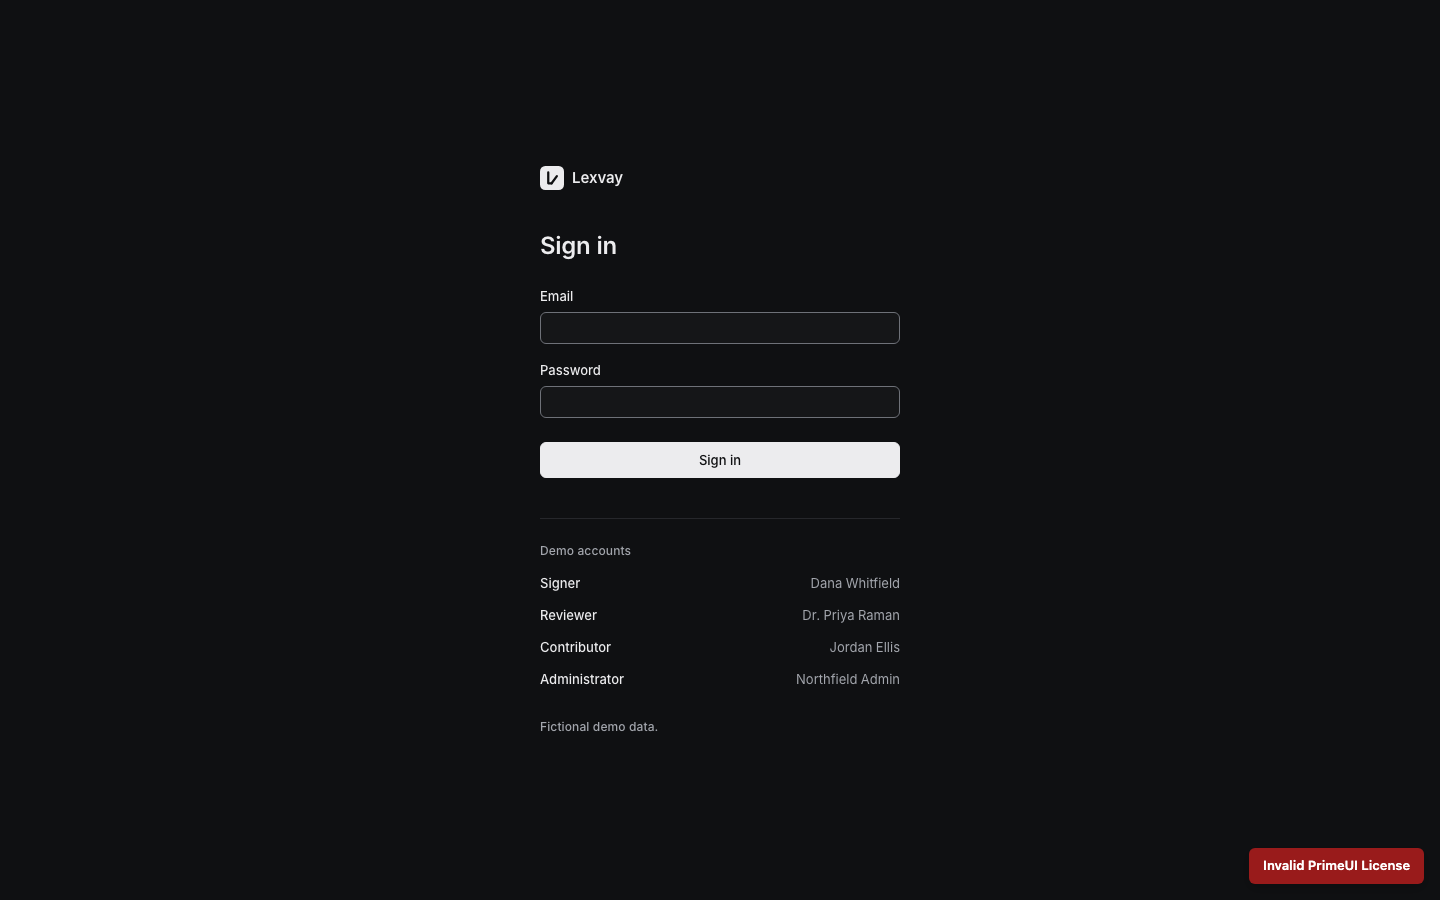 Lexvay
Sign in
Email
Password
Sign in
Demo accounts
Signer Dana Whitfield
Reviewer Dr. Priya Raman
Contributor Jordan Ellis
Administrator Northfield Admin
Fictional demo data.
Invalid PrimeUI License